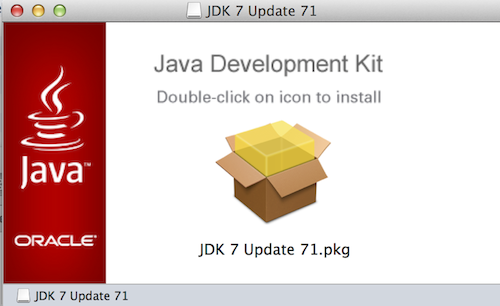 JDK 7 Update 71
Java Development Kit
Double-click on icon to install
Java™
ORACLE®
JDK 7 Update 71.pkg
JDK 7 Update 71